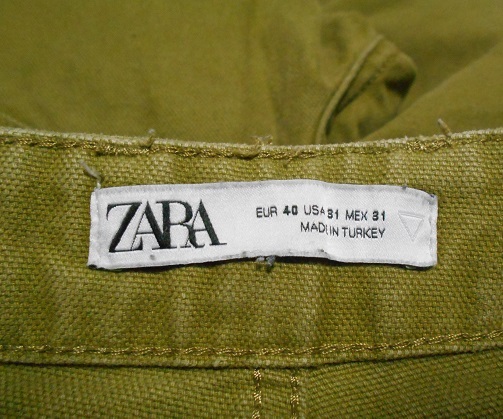 ZARA
EUR 40 USA 31 MEX 31
MADE IN TURKEY